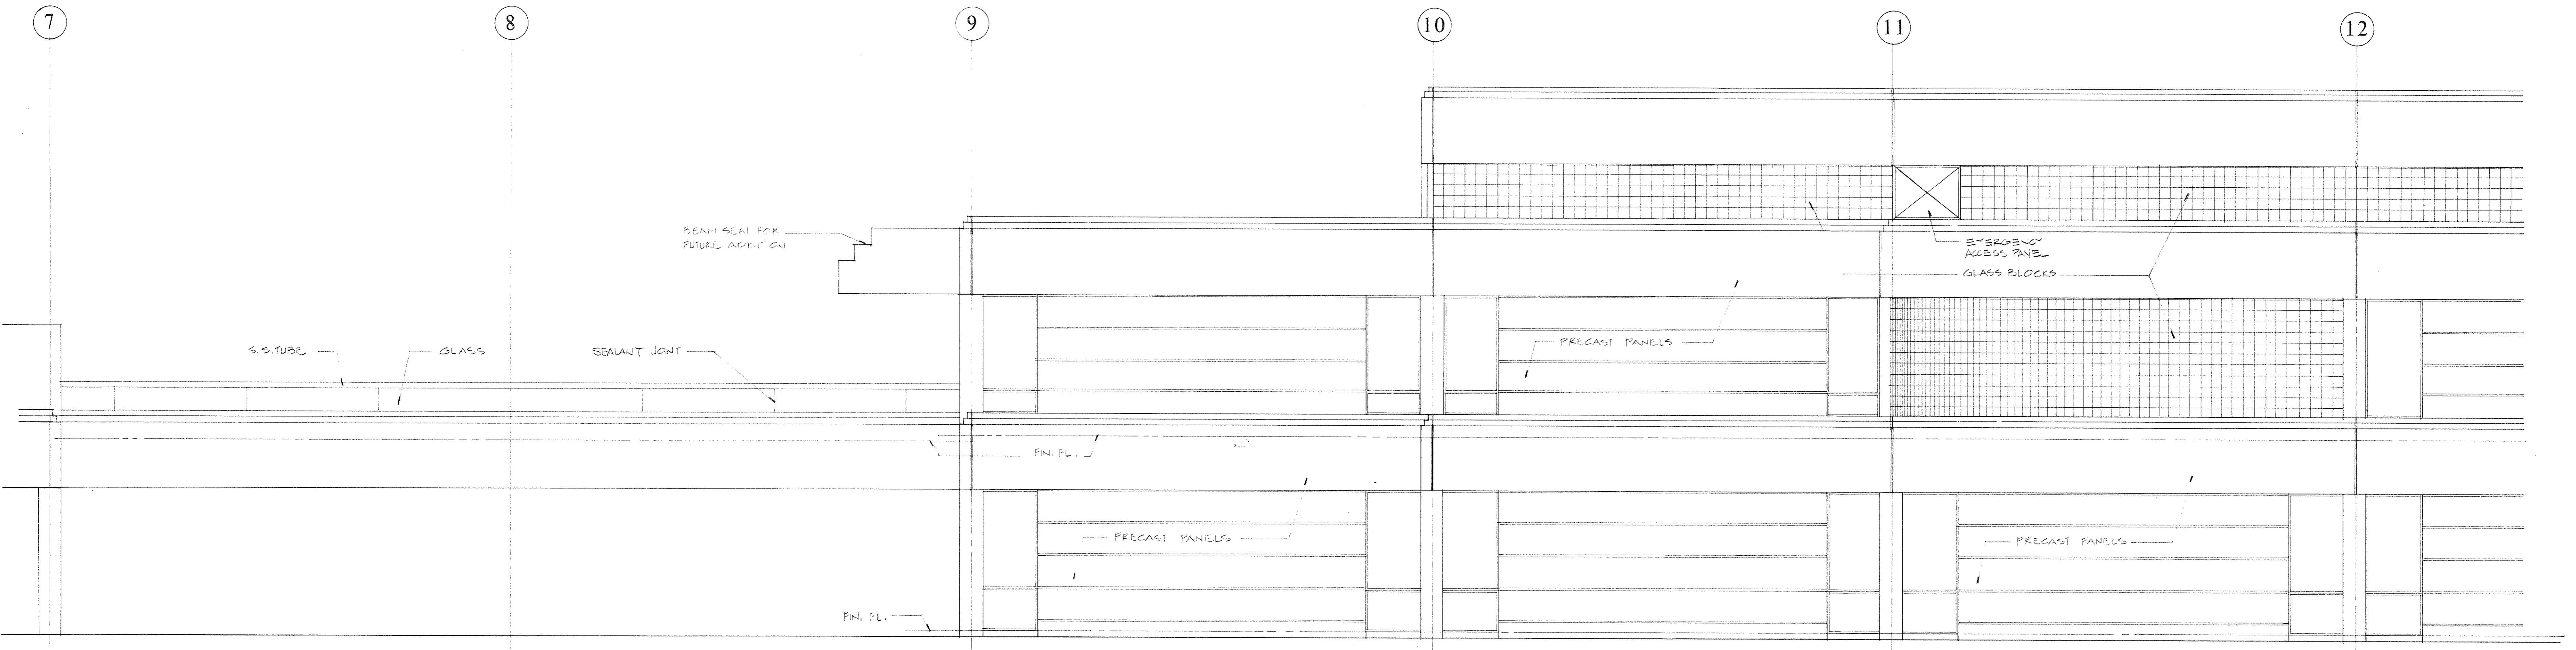 7
8
9
10
11
12
BEAM SEAT FOR
FUTURE ADDITION
EMERGENCY
ACCESS PANEL
GLASS BLOCKS
S.S. TUBE
GLASS
SEALANT JOINT
PRECAST PANELS
FIN. FL.
PRECAST PANELS
PRECAST PANELS
FIN. FL.